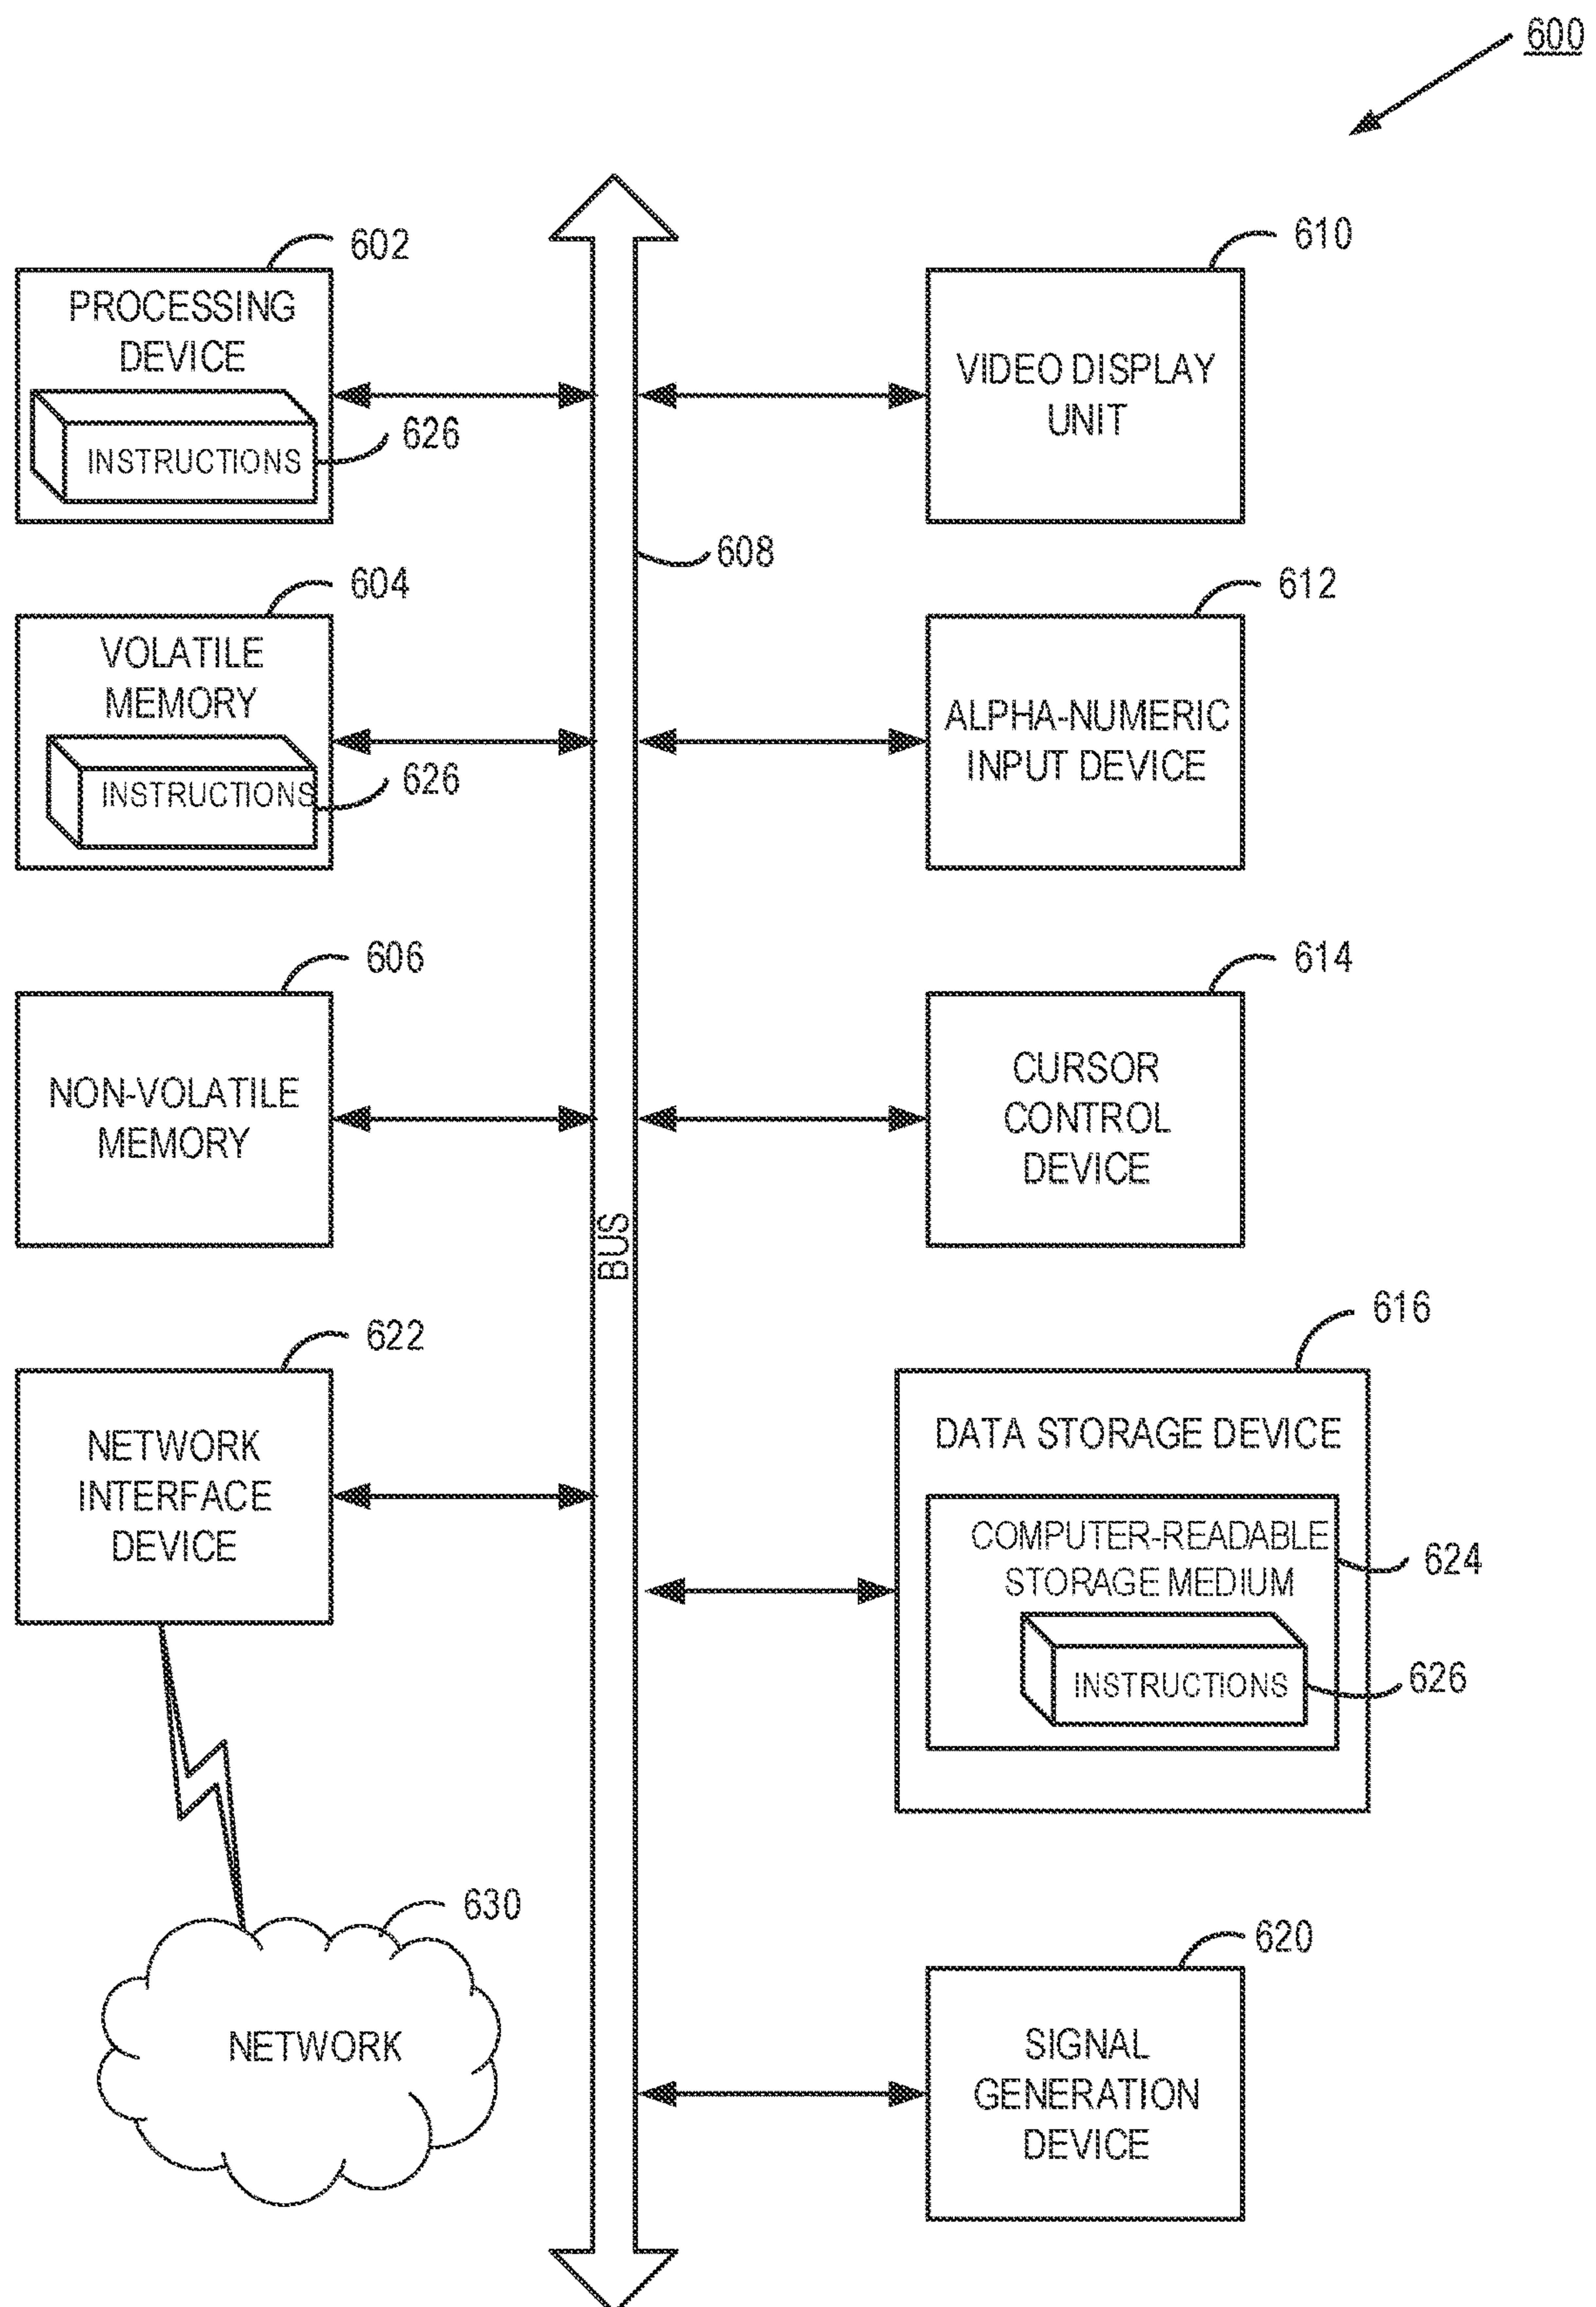 600
602
PROCESSING
DEVICE
INSTRUCTIONS
626
610
VIDEO DISPLAY
UNIT
608
604
VOLATILE
MEMORY
INSTRUCTIONS
626
612
ALPHA-NUMERIC
INPUT DEVICE
606
NON-VOLATILE
MEMORY
614
CURSOR
CONTROL
DEVICE
BUS
622
NETWORK
INTERFACE
DEVICE
616
DATA STORAGE DEVICE
COMPUTER-READABLE
STORAGE MEDIUM
624
INSTRUCTIONS
626
630
NETWORK
620
SIGNAL
GENERATION
DEVICE